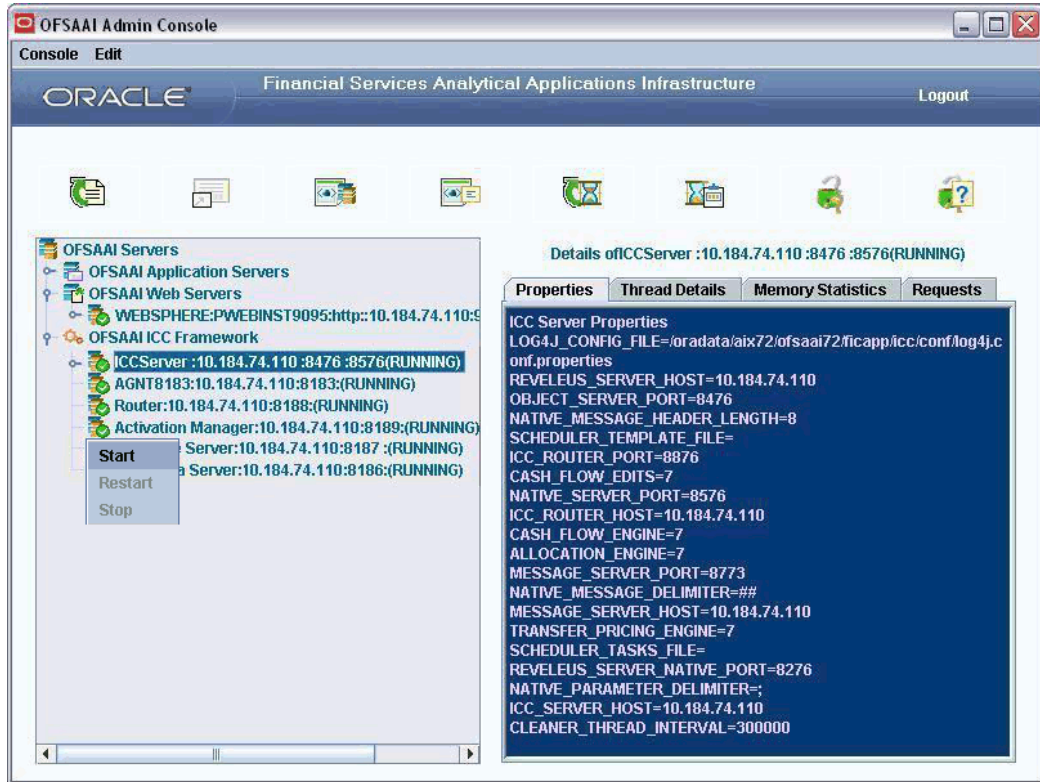 OFSAAI Admin Console
Console Edit
ORACLE
Financial Services Analytical Applications Infrastructure
Logout
OFSAAI Servers
OFSAAI Application Servers
OFSAAI Web Servers
WEBSPHERE:PWEBINST9095:http::10.184.74.110:9
OFSAAI ICC Framework
ICCServer :10.184.74.110 :8476 :8576(RUNNING)
AGNT8183:10.184.74.110:8183:(RUNNING)
Router:10.184.74.110:8188:(RUNNING)
Activation Manager:10.184.74.110:8189:(RUNNING)
Server:10.184.74.110:8187 :(RUNNING)
a Server:10.184.74.110:8186:(RUNNING)
Start
Restart
Stop
Details ofICCServer :10.184.74.110 :8476 :8576(RUNNING)
Properties Thread Details Memory Statistics Requests
ICC Server Properties
LOG4J_CONFIG_FILE=/oradata/aix72/ofsaai72/ficapp/icc/conf/log4j.c
onf.properties
REVELEUS_SERVER_HOST=10.184.74.110
OBJECT_SERVER_PORT=8476
NATIVE_MESSAGE_HEADER_LENGTH=8
SCHEDULER_TEMPLATE_FILE=
ICC_ROUTER_PORT=8876
CASH_FLOW_EDITS=7
NATIVE_SERVER_PORT=8576
ICC_ROUTER_HOST=10.184.74.110
CASH_FLOW_ENGINE=7
ALLOCATION_ENGINE=7
MESSAGE_SERVER_PORT=8773
NATIVE_MESSAGE_DELIMITER=##
MESSAGE_SERVER_HOST=10.184.74.110
TRANSFER_PRICING_ENGINE=7
SCHEDULER_TASKS_FILE=
REVELEUS_SERVER_NATIVE_PORT=8276
NATIVE_PARAMETER_DELIMITER=;
ICC_SERVER_HOST=10.184.74.110
CLEANER_THREAD_INTERVAL=300000